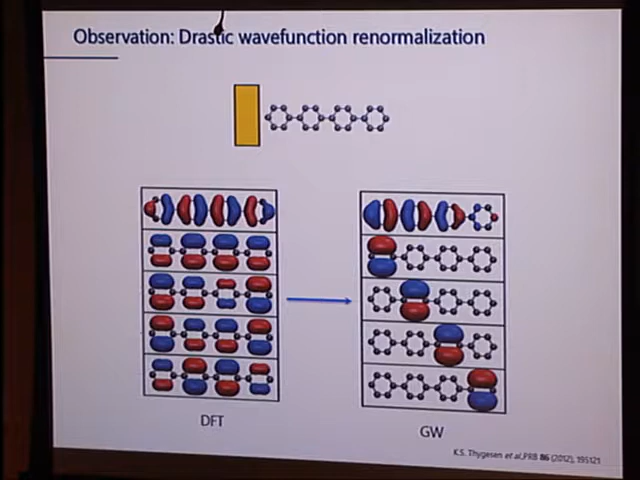 Observation: Drastic wavefunction renormalization
DFT
GW
K.S. Thygesen et al, PRB 86 (2012), 195121